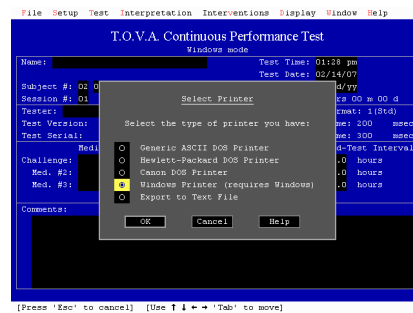 File Setup Test Interpretation Interventions Display Window Help
T.O.V.A. Continuous Performance Test
Windows mode
Name: Test Time: 01:28 pm
Test Date: 02/14/07
Subject #: 02 0 d/yy
Session #: 01 Select Printer rs 00 m 00 d
Tester: rmat: 1(Std)
Test Version: Select the type of printer you have: me: 200 msec
Test Serial: me: 300 msec
Medi d-Test Interval
Generic ASCII DOS Printer
Challenge: Hewlett-Packard DOS Printer .0 hours
Med. #2: Canon DOS Printer .0 hours
Med. #3: Windows Printer (requires Windows) .0 hours
Export to Text File
Comments:
OK Cancel Help
[Press 'Esc' to cancel] [Use ↑ ↓ ← → 'Tab' to move]